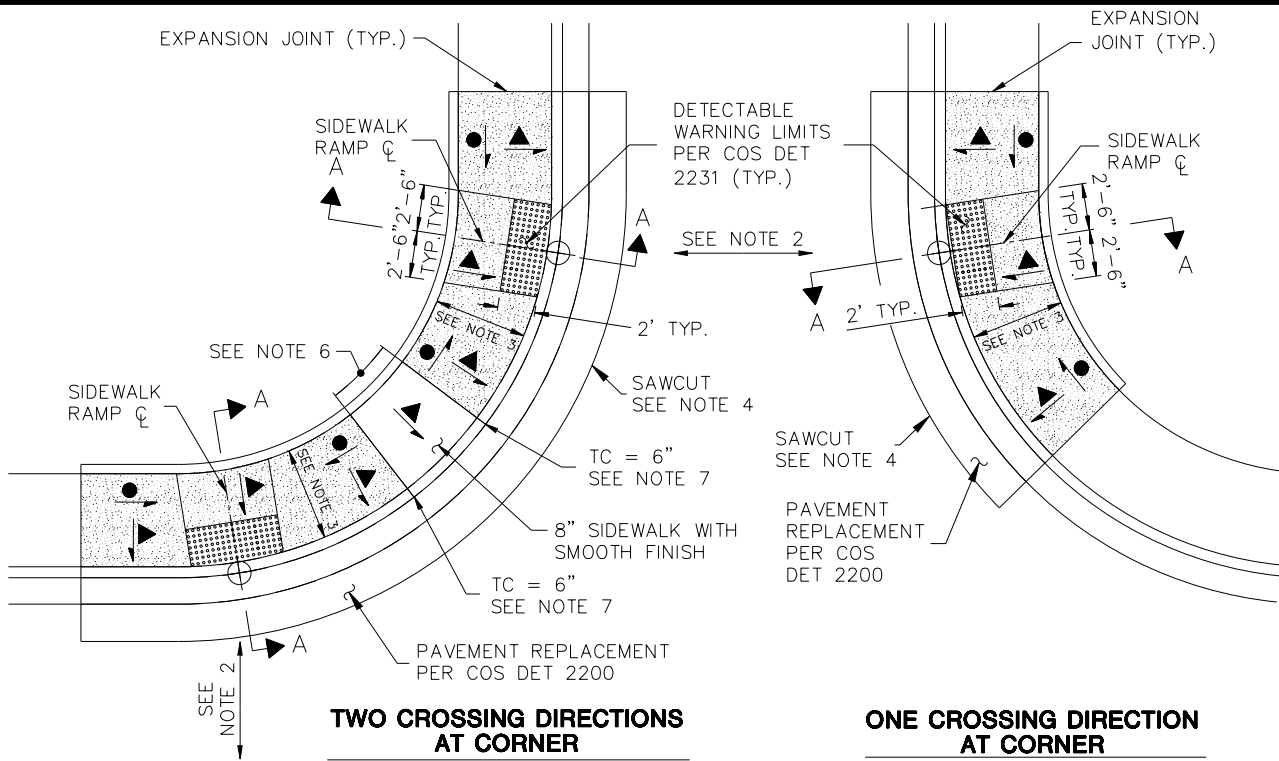 EXPANSION JOINT (TYP.)
EXPANSION
JOINT (TYP.)
SIDEWALK
RAMP ℄
A
DETECTABLE
WARNING LIMITS
PER COS DET
2231 (TYP.)
SIDEWALK
RAMP ℄
2'-6"
TYP.
2'-6"
TYP.
A
SEE NOTE 2
2'-6"
TYP.
2'-6"
TYP.
A
A
2' TYP.
2' TYP.
SEE NOTE 3
SEE NOTE 3
SEE NOTE 6
SIDEWALK
RAMP ℄
A
SAWCUT
SEE NOTE 4
SAWCUT
SEE NOTE 4
SEE NOTE 3
TC = 6"
SEE NOTE 7
8" SIDEWALK WITH
SMOOTH FINISH
PAVEMENT
REPLACEMENT
PER COS
DET 2200
TC = 6"
SEE NOTE 7
A
PAVEMENT REPLACEMENT
PER COS DET 2200
SEE
NOTE 2
TWO CROSSING DIRECTIONS
AT CORNER
ONE CROSSING DIRECTION
AT CORNER